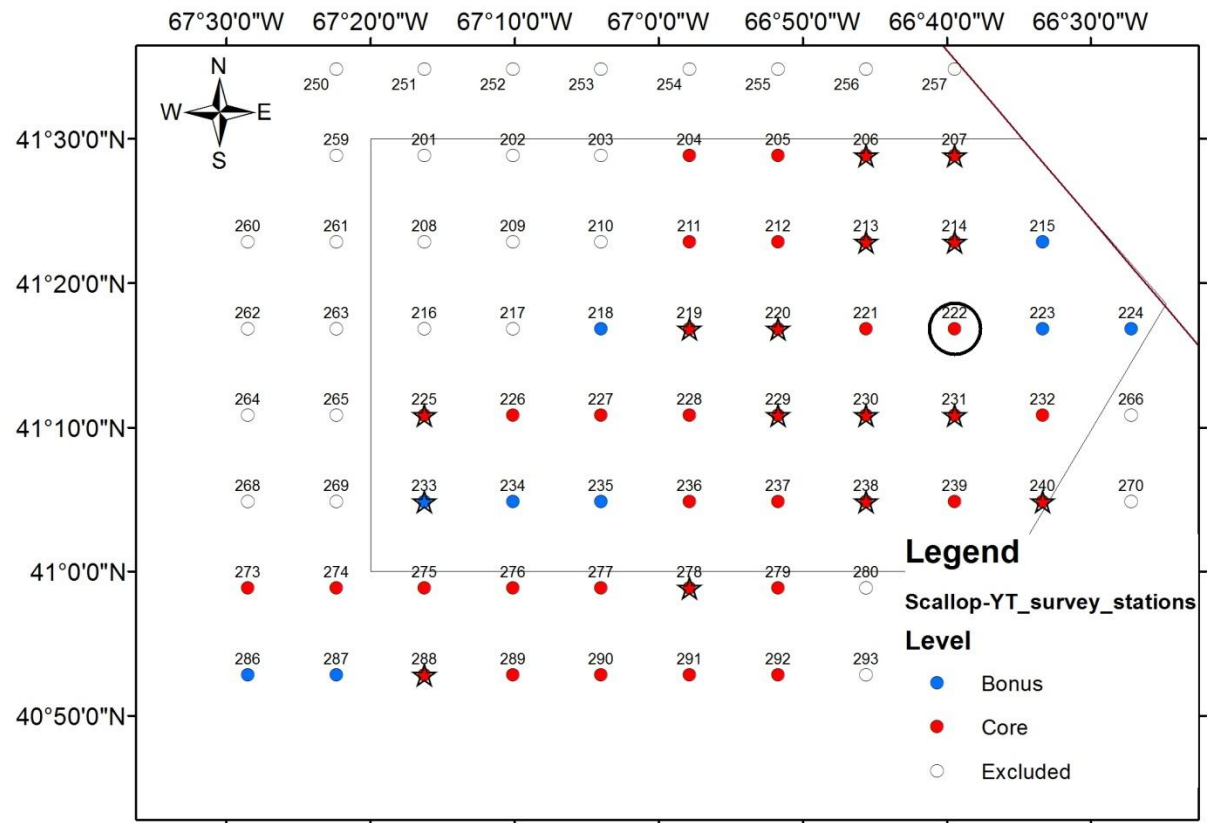 67°30'0"W 67°20'0"W 67°10'0"W 67°0'0"W 66°50'0"W 66°40'0"W 66°30'0"W
N
W E
S
250 251 252 253 254 255 256 257
41°30'0"N
259 201 202 203 204 205 206 207
260 261 208 209 210 211 212 213 214 215
41°20'0"N
262 263 216 217 218 219 220 221 222 223 224
41°10'0"N
264 265 225 226 227 228 229 230 231 232 266
268 269 233 234 235 236 237 238 239 240 270
41°0'0"N
273 274 275 276 277 278 279 280
286 287 288 289 290 291 292 293
40°50'0"N
Legend
Scallop-YT_survey_stations
Level
Bonus
Core
Excluded